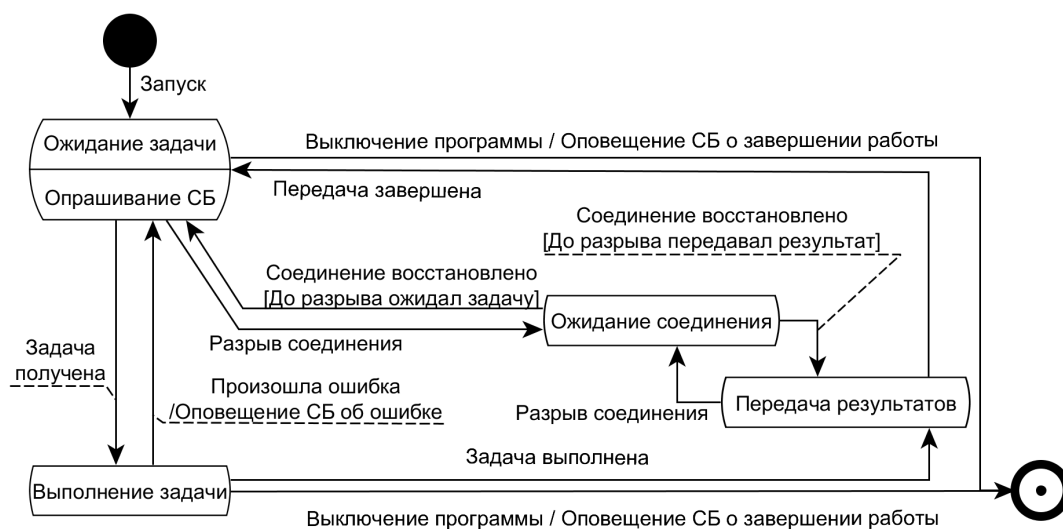 Запуск
Ожидание задачи
Опрашивание СБ
Выключение программы / Оповещение СБ о завершении работы
Передача завершена
Соединение восстановлено
[До разрыва передавал результат]
Соединение восстановлено
[До разрыва ожидал задачу]
Ожидание соединения
Разрыв соединения
Задача
получена
Произошла ошибка
/Оповещение СБ об ошибке
Разрыв соединения
Передача результатов
Задача выполнена
Выполнение задачи
Выключение программы / Оповещение СБ о завершении работы